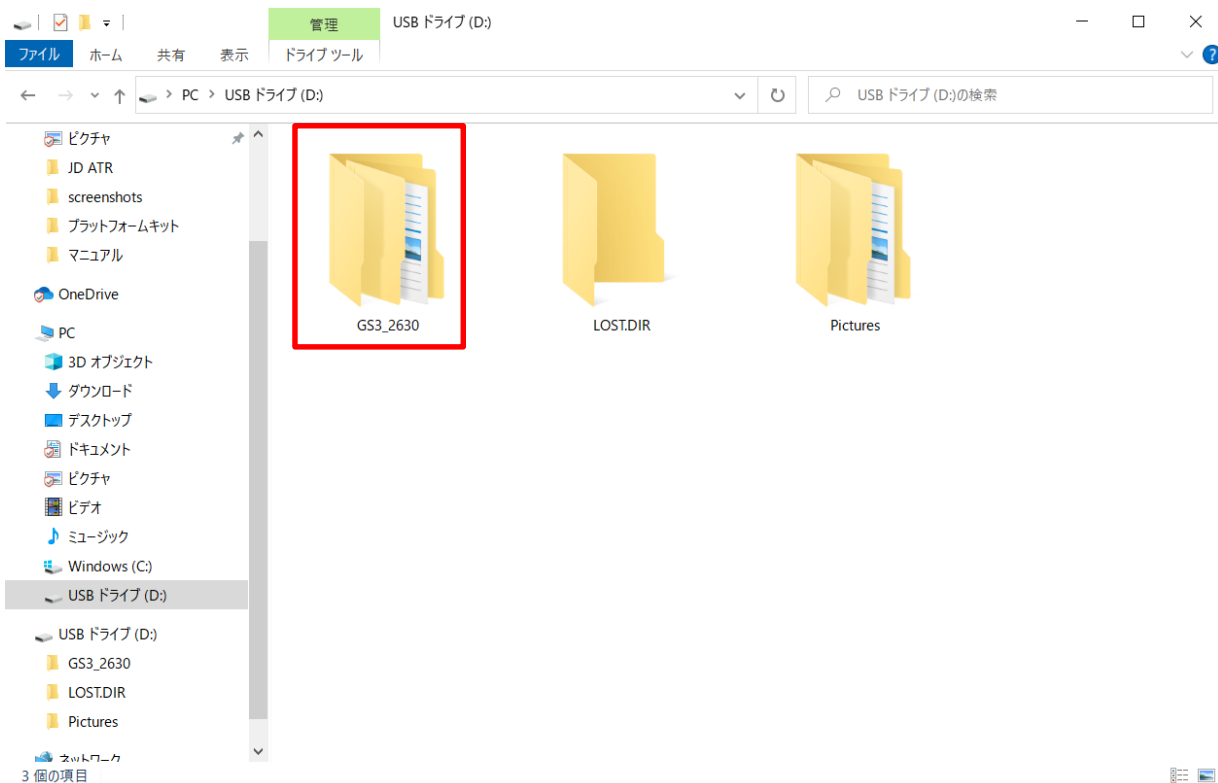 管理
USB ドライブ (D:)
ファイル ホーム 共有 表示 ドライブ ツール
PC USB ドライブ (D:)
USB ドライブ (D:)の検索
ピクチャ
JD ATR
screenshots
プラットフォームキット
マニュアル
OneDrive
PC
3D オブジェクト
ダウンロード
デスクトップ
ドキュメント
ピクチャ
ビデオ
ミュージック
Windows (C:)
USB ドライブ (D:)
USB ドライブ (D:)
GS3_2630
LOST.DIR
Pictures
ネットワーク
GS3_2630
LOST.DIR
Pictures
3 個の項目